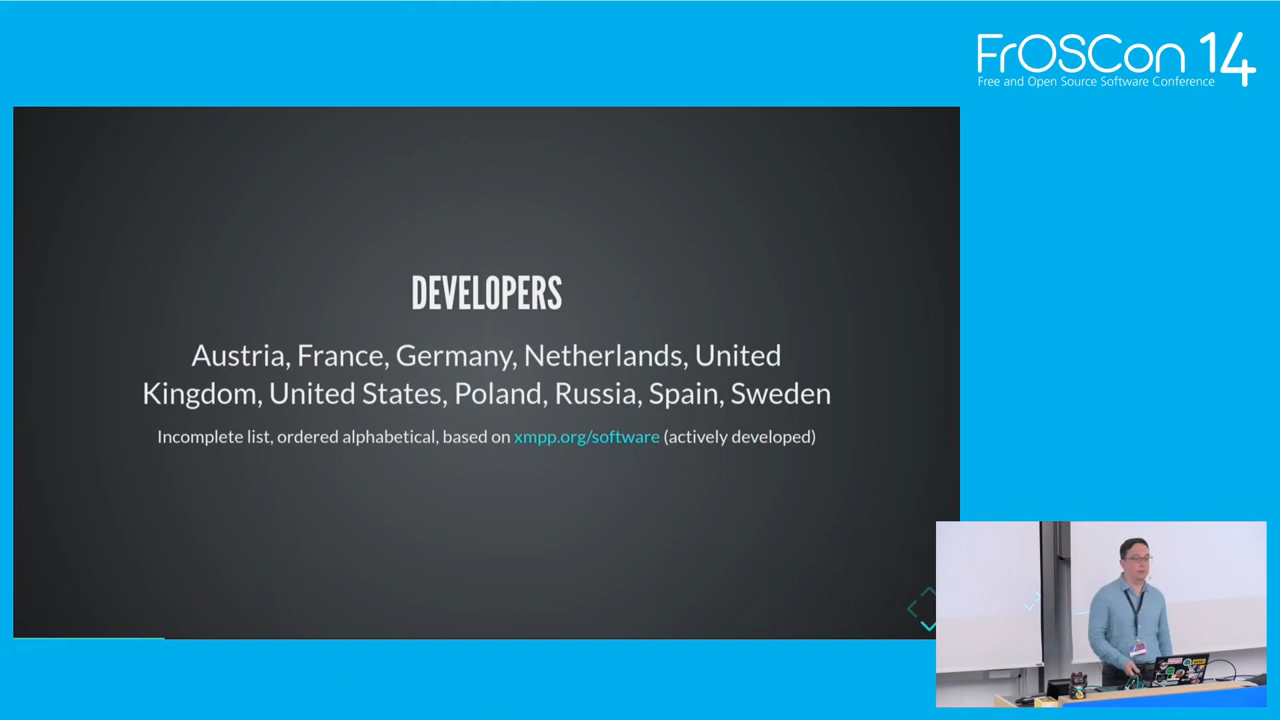 FrOSCon 14
Free and Open Source Software Conference
DEVELOPERS
Austria, France, Germany, Netherlands, United
Kingdom, United States, Poland, Russia, Spain, Sweden
Incomplete list, ordered alphabetical, based on xmpp.org/software (actively developed)